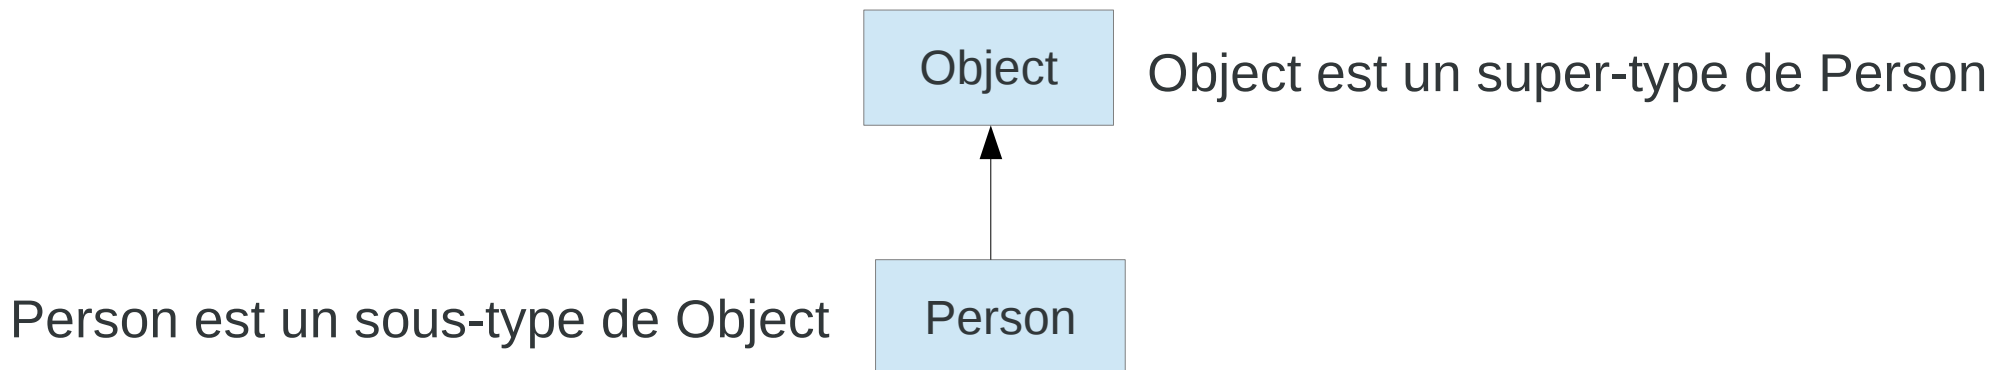 Object
Object est un super-type de Person
Person est un sous-type de Object
Person